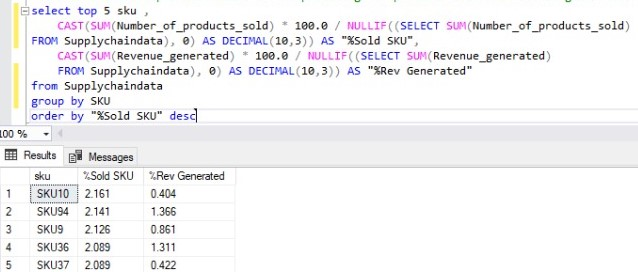 select top 5 sku ,
CAST(SUM(Number_of_products_sold) * 100.0 / NULLIF((SELECT SUM(Number_of_products_sold)
FROM Supplychaindata), 0) AS DECIMAL(10,3)) AS "%Sold SKU",
CAST(SUM(Revenue_generated) * 100.0 / NULLIF((SELECT SUM(Revenue_generated)
FROM Supplychaindata), 0) AS DECIMAL(10,3)) AS "%Rev Generated"
from Supplychaindata
group by SKU
order by "%Sold SKU" desc
100 %
Results Messages
sku %Sold SKU %Rev Generated
1 SKU10 2.161 0.404
2 SKU94 2.141 1.366
3 SKU9 2.126 0.861
4 SKU36 2.089 1.311
5 SKU37 2.089 0.422